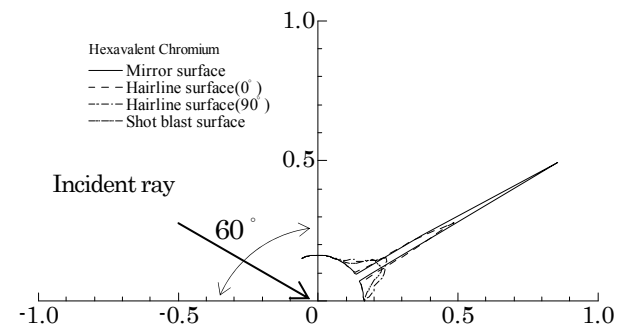 1.0
Hexavalent Chromium
Mirror surface
Hairline surface(0°)
Hairline surface(90°)
Shot blast surface
0.5
Incident ray
60°
-1.0 -0.5 0 0.5 1.0